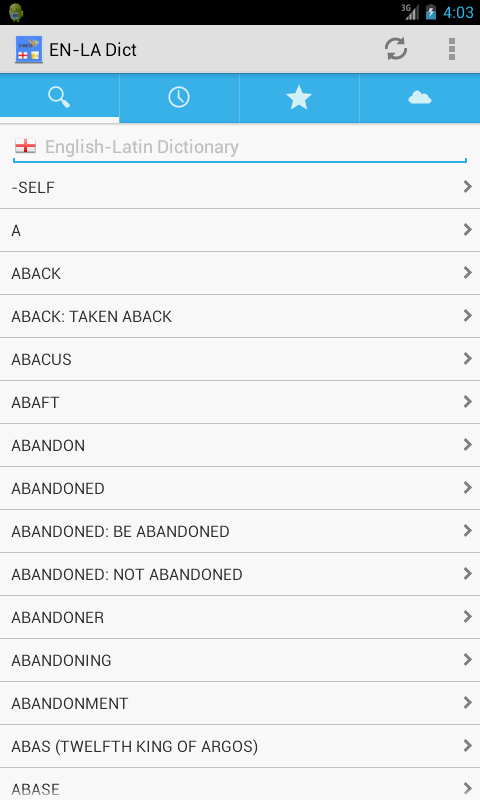 3G
4:03
EN-LA Dict
English-Latin Dictionary
-SELF
A
ABACK
ABACK: TAKEN ABACK
ABACUS
ABAFT
ABANDON
ABANDONED
ABANDONED: BE ABANDONED
ABANDONED: NOT ABANDONED
ABANDONER
ABANDONING
ABANDONMENT
ABAS (TWELFTH KING OF ARGOS)
ABASE